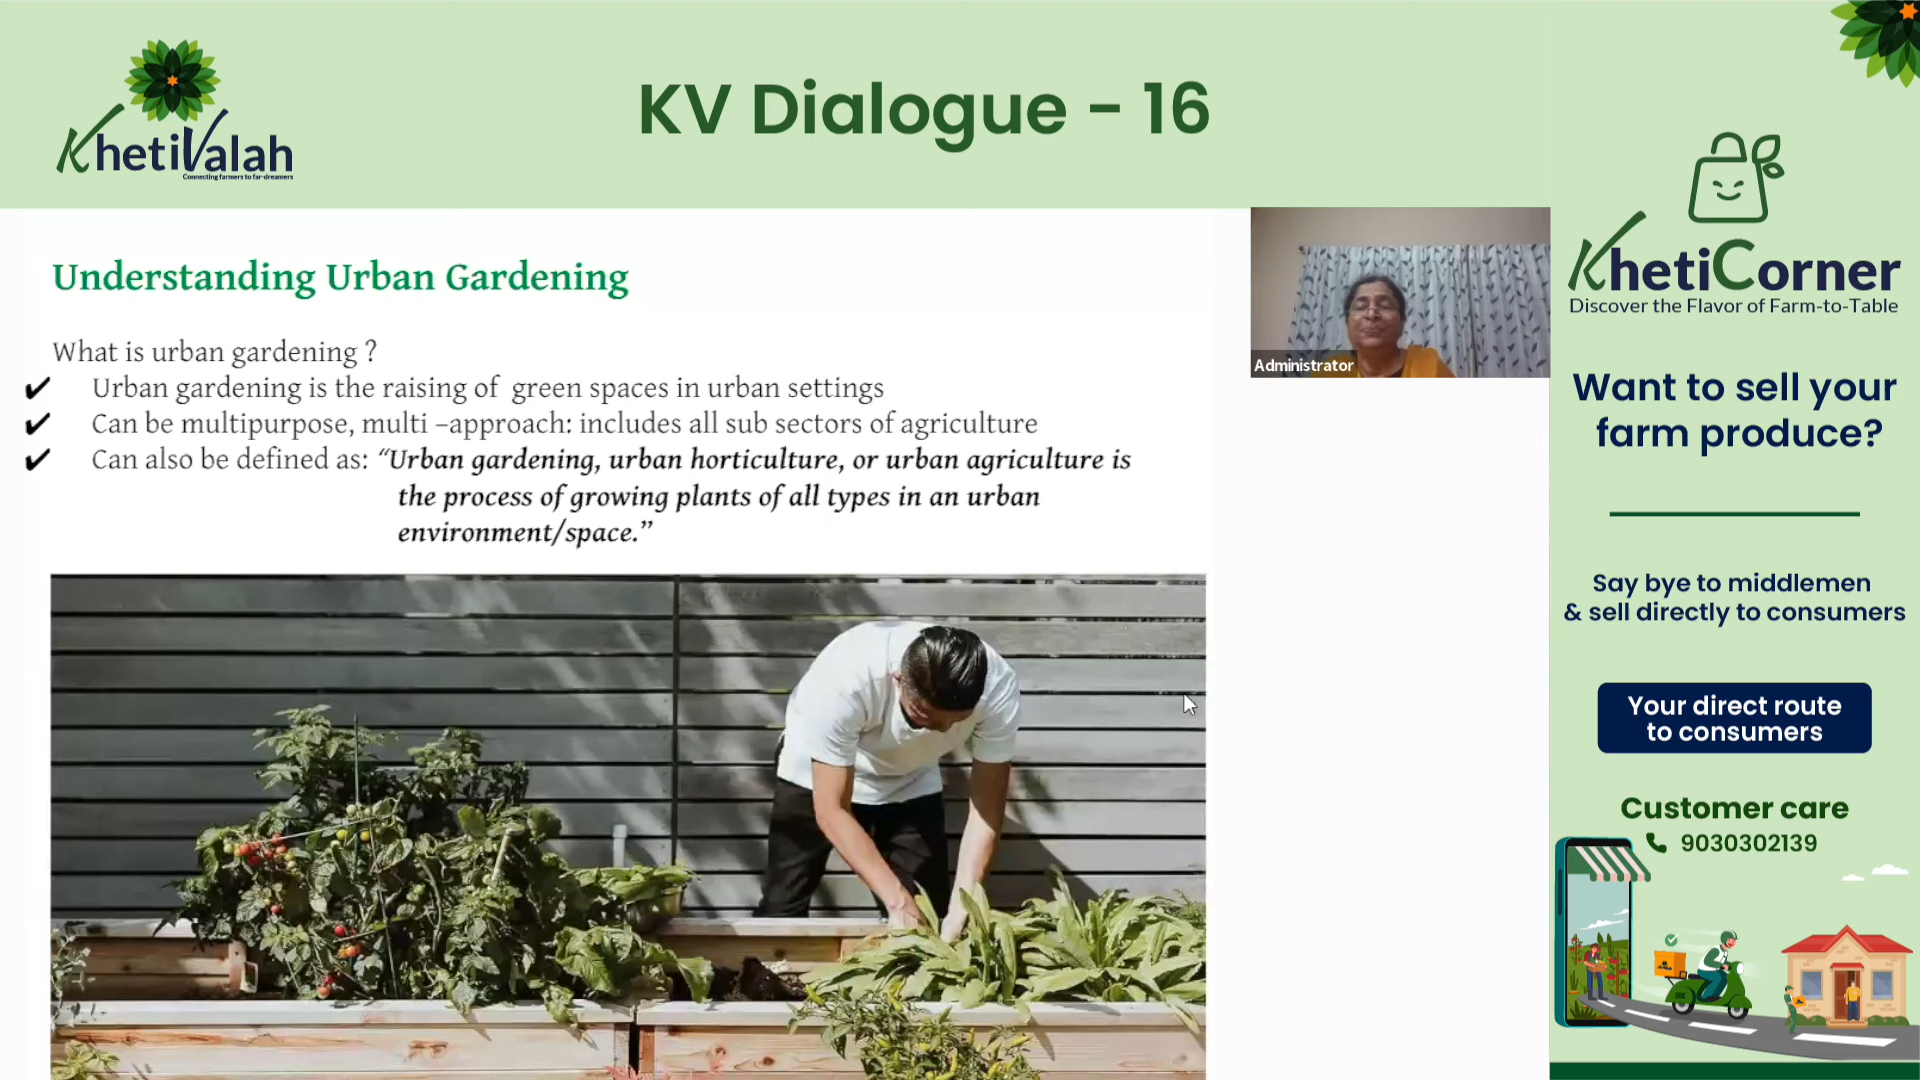 KhetiValah
Connecting farmers to far-dreamers
KV Dialogue - 16
Understanding Urban Gardening
What is urban gardening ?
✔ Urban gardening is the raising of green spaces in urban settings
✔ Can be multipurpose, multi –approach: includes all sub sectors of agriculture
✔ Can also be defined as: “Urban gardening, urban horticulture, or urban agriculture is
the process of growing plants of all types in an urban
environment/space.”
Administrator
KhetiCorner
Discover the Flavor of Farm-to-Table
Want to sell your
farm produce?
Say bye to middlemen
& sell directly to consumers
Your direct route
to consumers
Customer care
9030302139